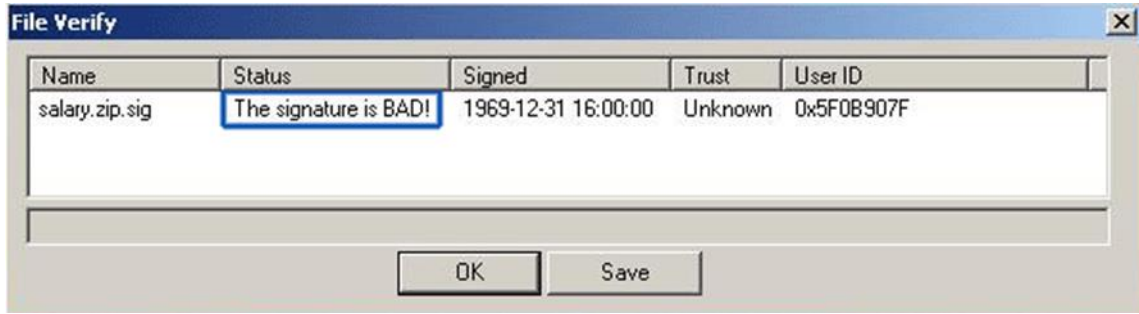 File Verify
Name Status Signed Trust User ID
salary.zip.sig The signature is BAD! 1969-12-31 16:00:00 Unknown 0x5F0B907F
OK Save